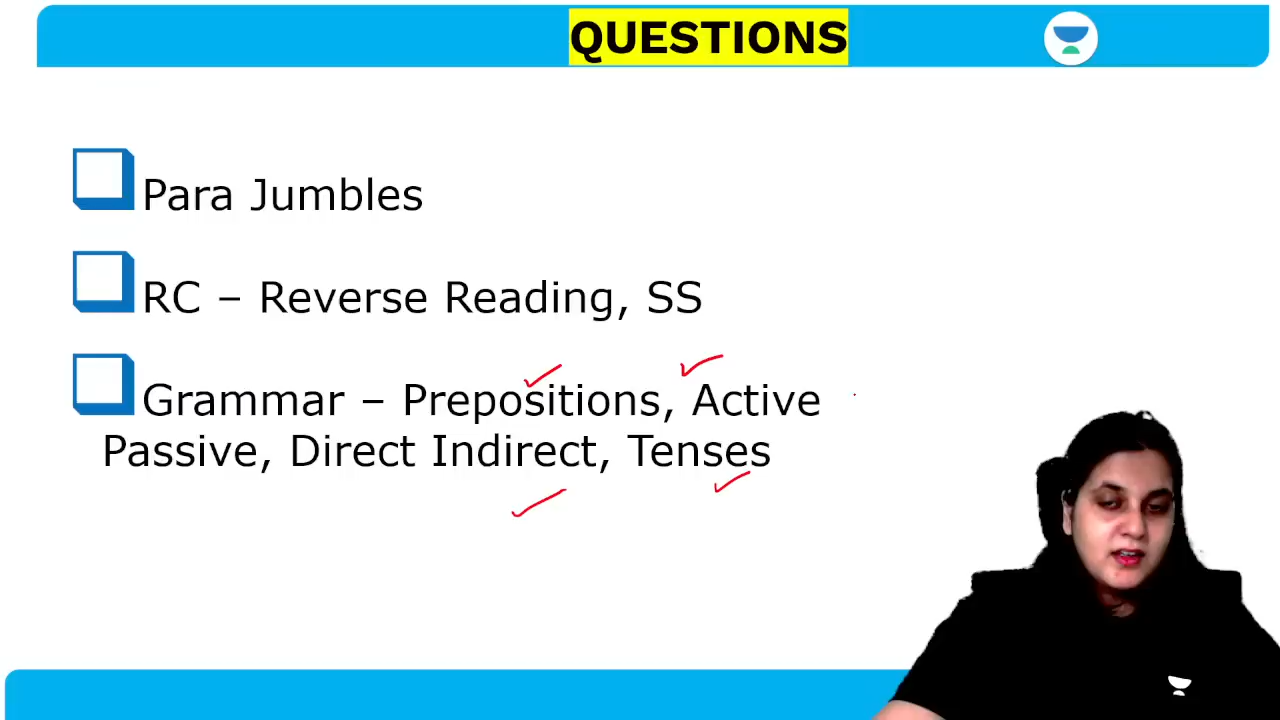 QUESTIONS
Para Jumbles
RC – Reverse Reading, SS
Grammar – Prepositions, Active
Passive, Direct Indirect, Tenses